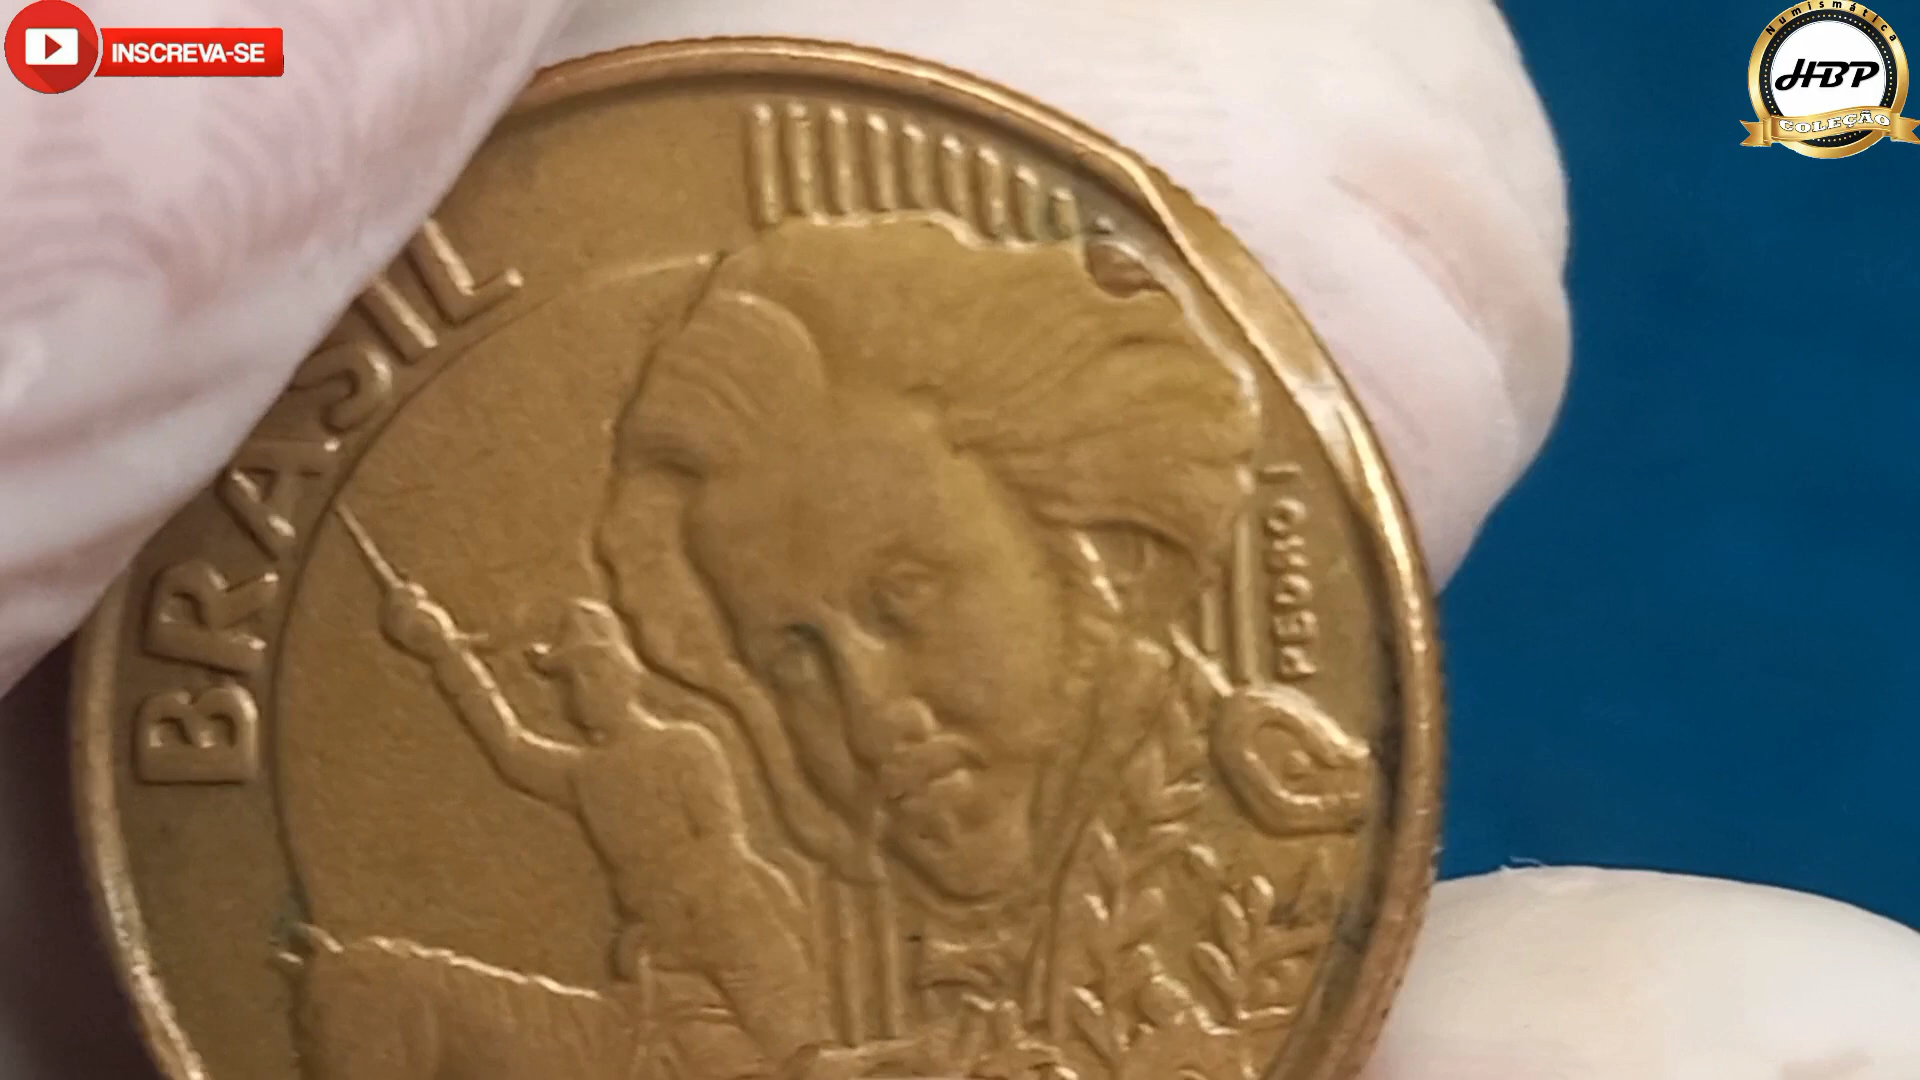 INSCREVA-SE
Numismática
HBP
COLEÇÃO
BRASIL
PEDRO I